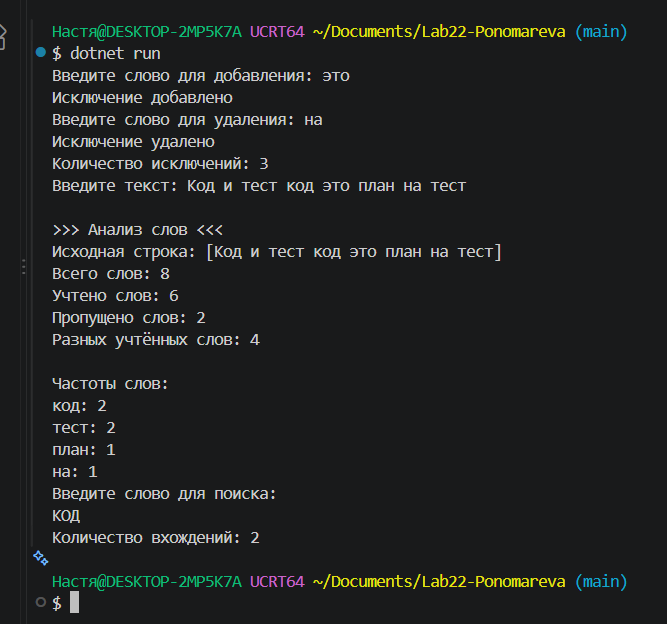 Настя@DESKTOP-2MP5K7A UCRT64 ~/Documents/Lab22-Ponomareva (main)
$ dotnet run
Введите слово для добавления: это
Исключение добавлено
Введите слово для удаления: на
Исключение удалено
Количество исключений: 3
Введите текст: Код и тест код это план на тест
>>> Анализ слов <<<
Исходная строка: [Код и тест код это план на тест]
Всего слов: 8
Учтено слов: 6
Пропущено слов: 2
Разных учтённых слов: 4
Частоты слов:
код: 2
тест: 2
план: 1
на: 1
Введите слово для поиска:
КОД
Количество вхождений: 2
Настя@DESKTOP-2MP5K7A UCRT64 ~/Documents/Lab22-Ponomareva (main)
$